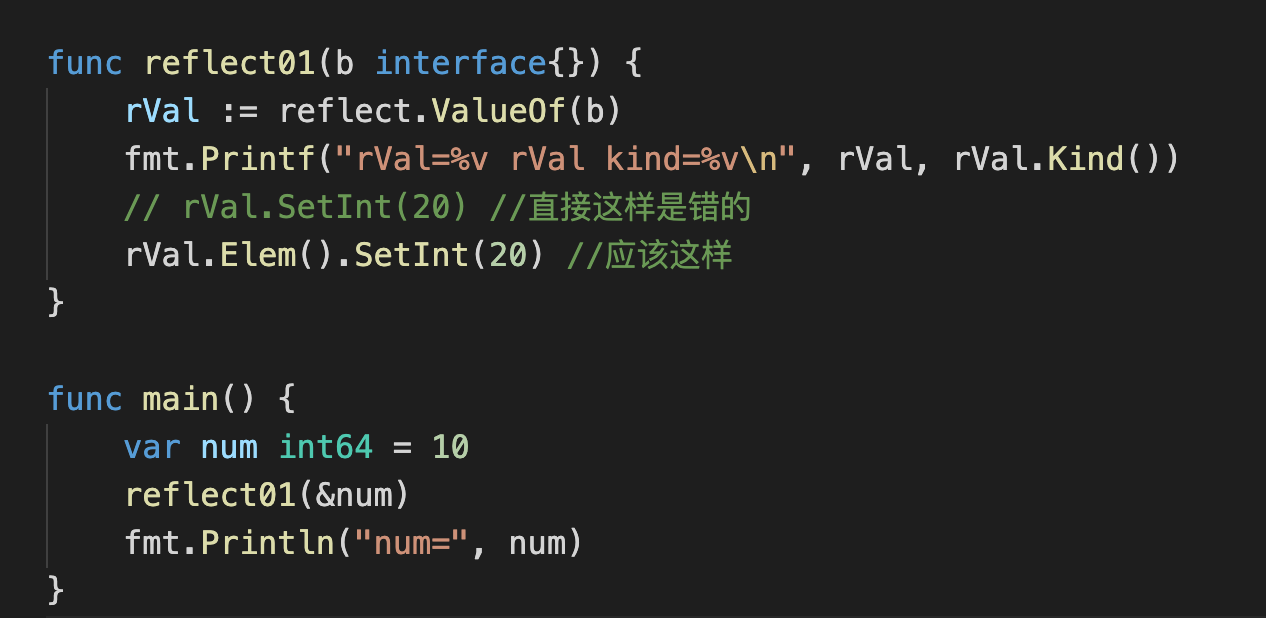 func reflect01(b interface{}) {
    rVal := reflect.ValueOf(b)
    fmt.Printf("rVal=%v rVal kind=%v\n", rVal, rVal.Kind())
    // rVal.SetInt(20) //直接这样是错的
    rVal.Elem().SetInt(20) //应该这样
}

func main() {
    var num int64 = 10
    reflect01(&num)
    fmt.Println("num=", num)
}